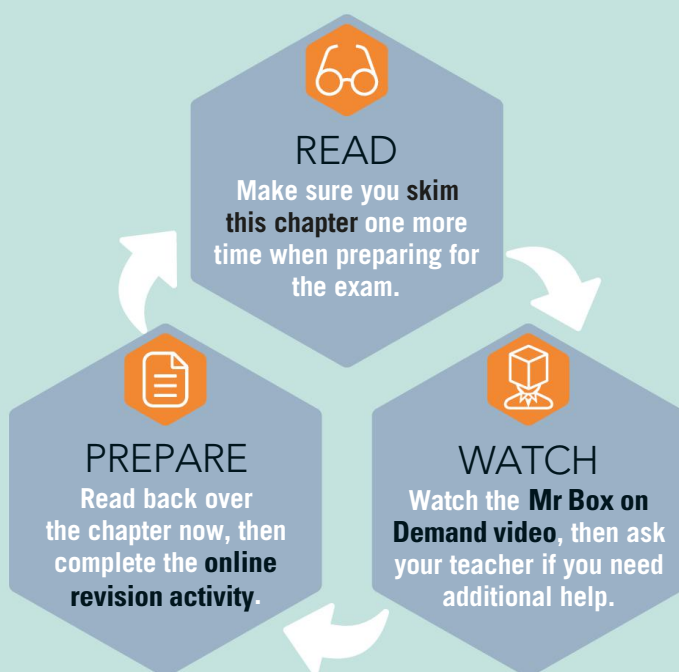 READ
Make sure you skim
this chapter one more
time when preparing for
the exam.
WATCH
Watch the Mr Box on
Demand video, then ask
your teacher if you need
additional help.
PREPARE
Read back over
the chapter now, then
complete the online
revision activity.